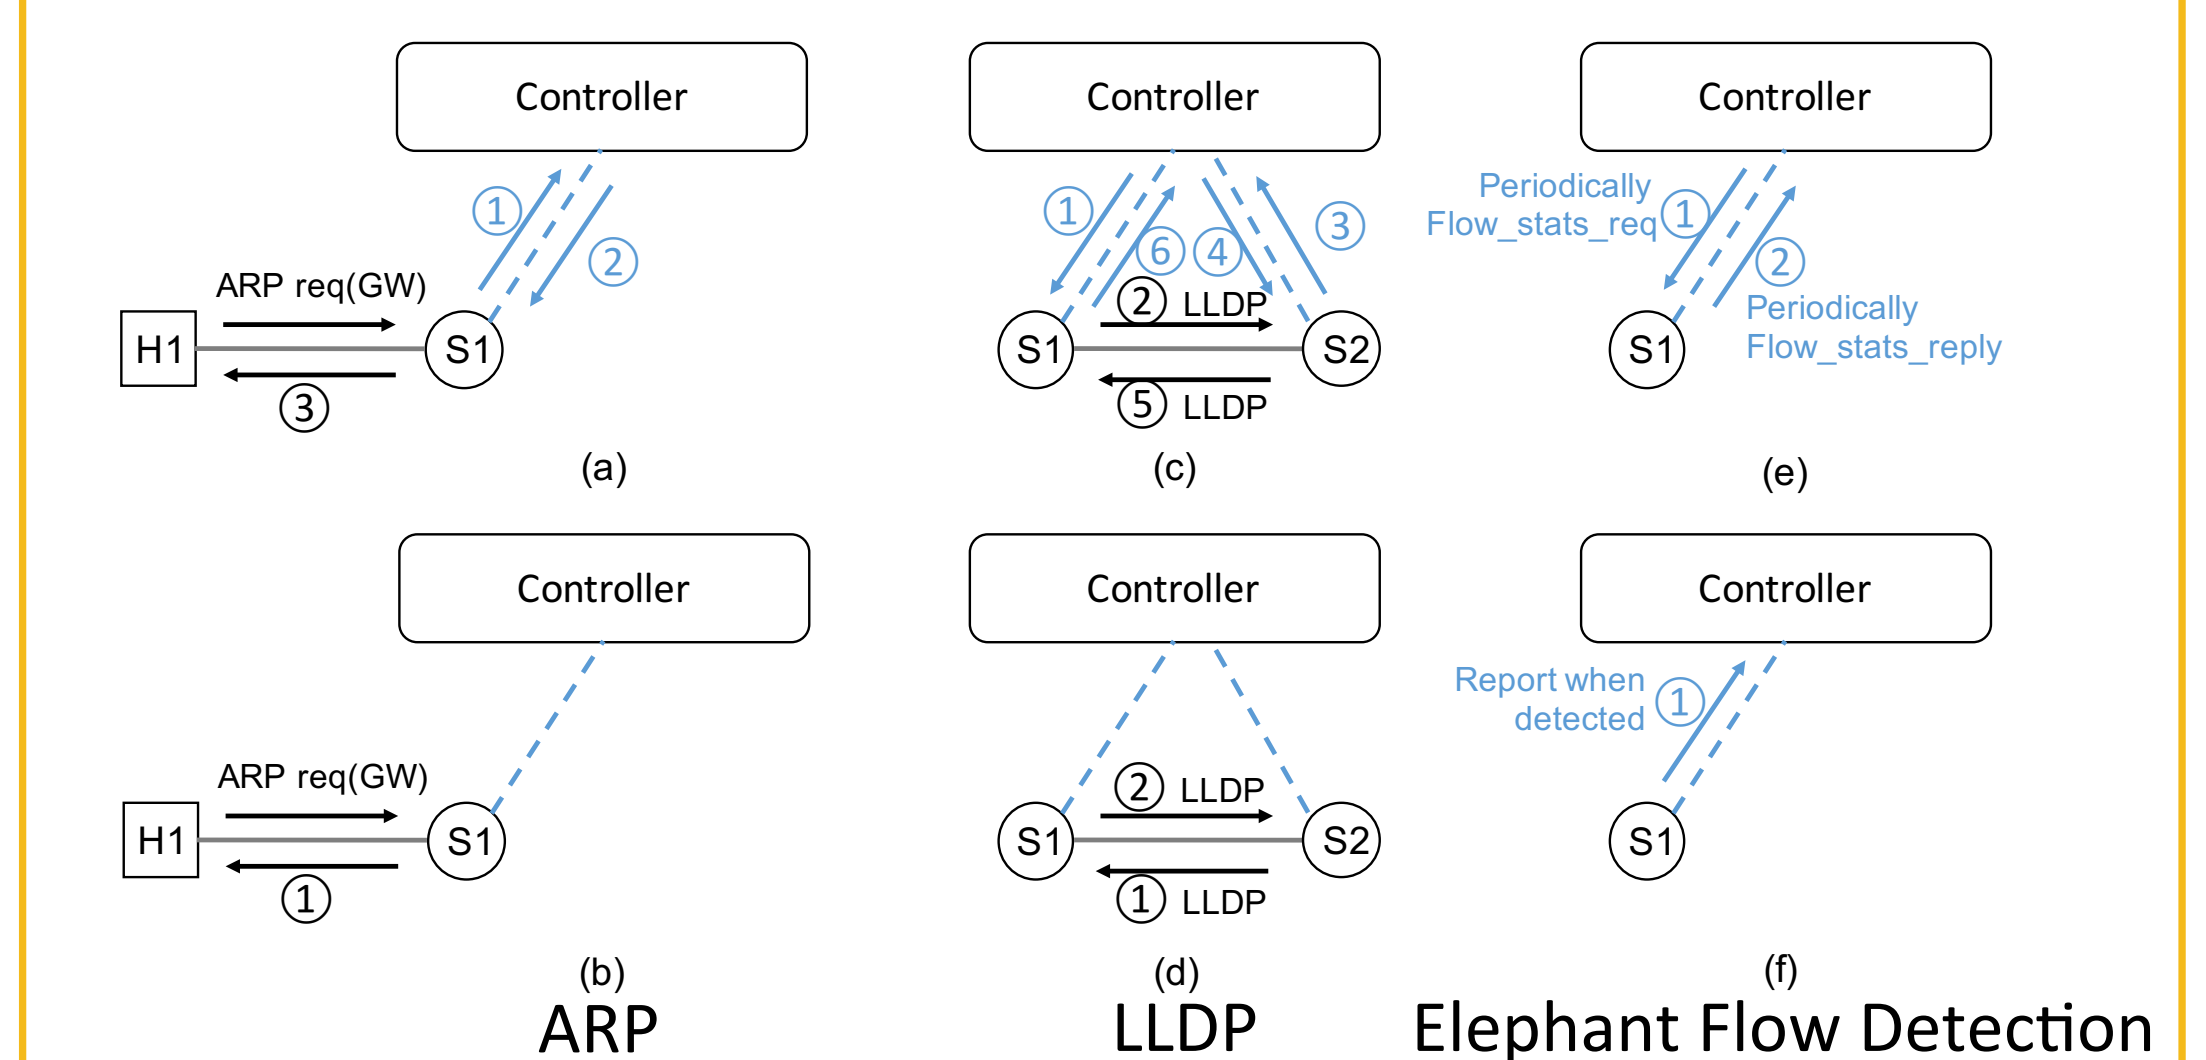 Controller
①
②
ARP req(GW)
H1
S1
③
(a)
Controller
①
⑥
④
③
② LLDP
S1
S2
⑤ LLDP
(c)
Controller
Periodically
Flow_stats_req
①
②
Periodically
Flow_stats_reply
S1
(e)
Controller
ARP req(GW)
H1
S1
①
(b)
ARP
Controller
② LLDP
S1
S2
① LLDP
(d)
LLDP
Controller
Report when
detected
①
S1
(f)
Elephant Flow Detection